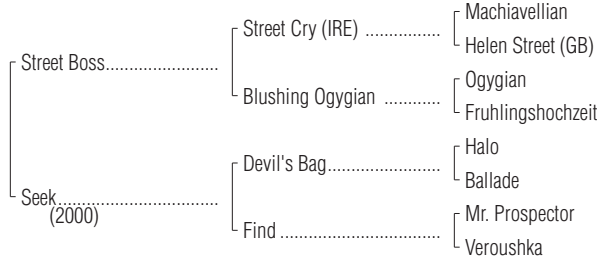 Machiavellian
Street Cry (IRE) ..................
Helen Street (GB)
Street Boss...........................
Ogygian
Blushing Ogygian .............
Fruhlingshochzeit
Halo
Devil's Bag...........................
Ballade
Seek......................................
(2000)
Mr. Prospector
Find ......................................
Veroushka